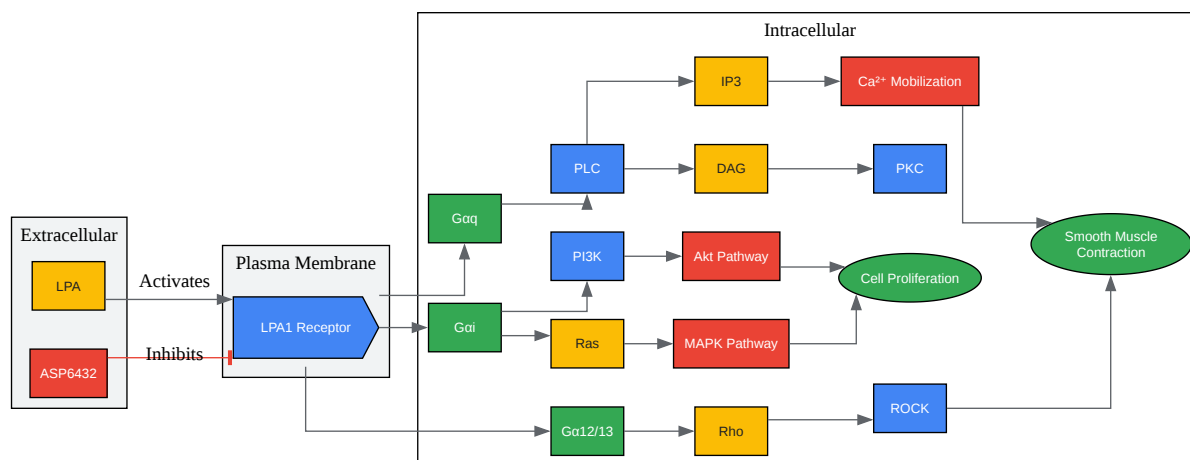 Intracellular
IP3
Ca²⁺ Mobilization
PLC
DAG
PKC
Gαq
Extracellular
Smooth Muscle
Contraction
PI3K
Akt Pathway
Plasma Membrane
Cell Proliferation
LPA
Activates
LPA1 Receptor
Gαi
Ras
MAPK Pathway
Inhibits
ASP6432
ROCK
Gα12/13
Rho